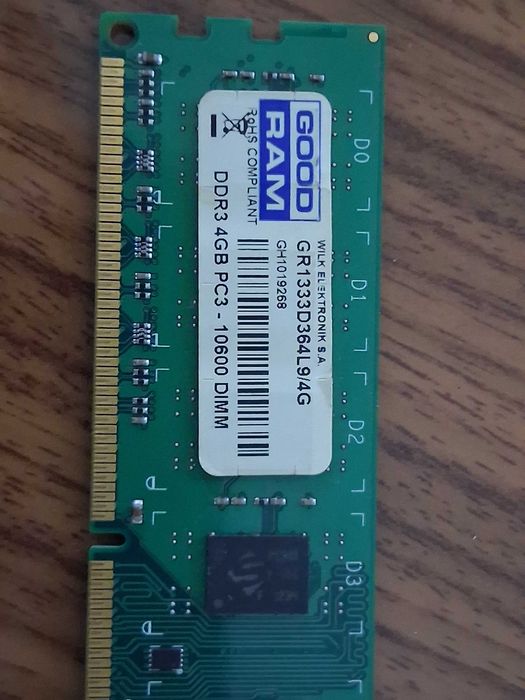 GOOD
RAM
WILK ELEKTRONIK S.A.
GR1333D364L9/4G
GH1019268
RoHS COMPLIANT
DDR3 4GB PC3 - 10600 DIMM
D0
D1
D2
D3